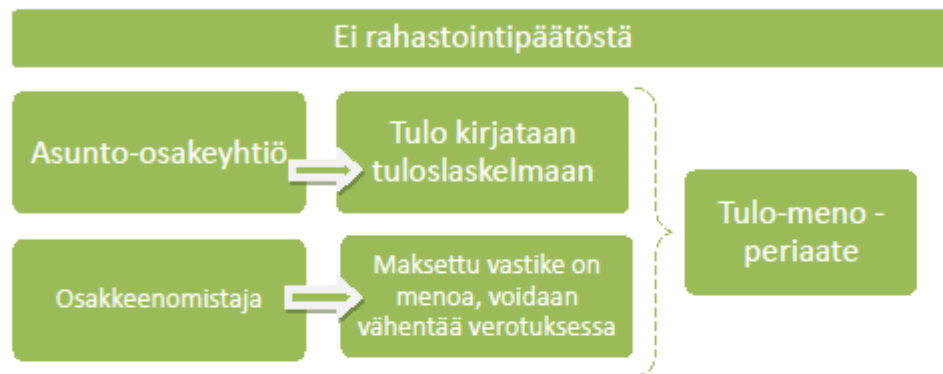 Ei rahastointipäätöstä
Asunto-osakeyhtiö
Tulo kirjataan
tuloslaskelmaan
Osakkeenomistaja
Maksettu vastike on
menoa, voidaan
vähentää verotuksessa
Tulo-meno -
periaate